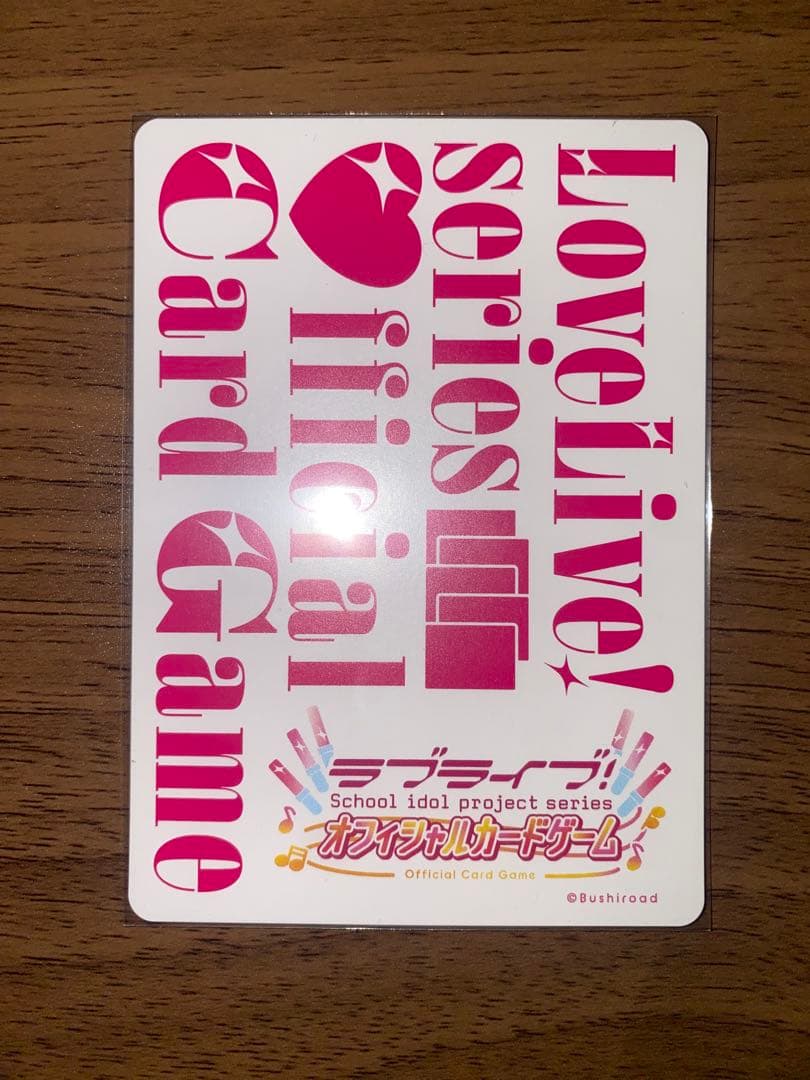 LoveLive!
series
Official
Card Game
ラブライブ!
School idol project series
オフィシャルカードゲーム
Official Card Game
©Bushiroad